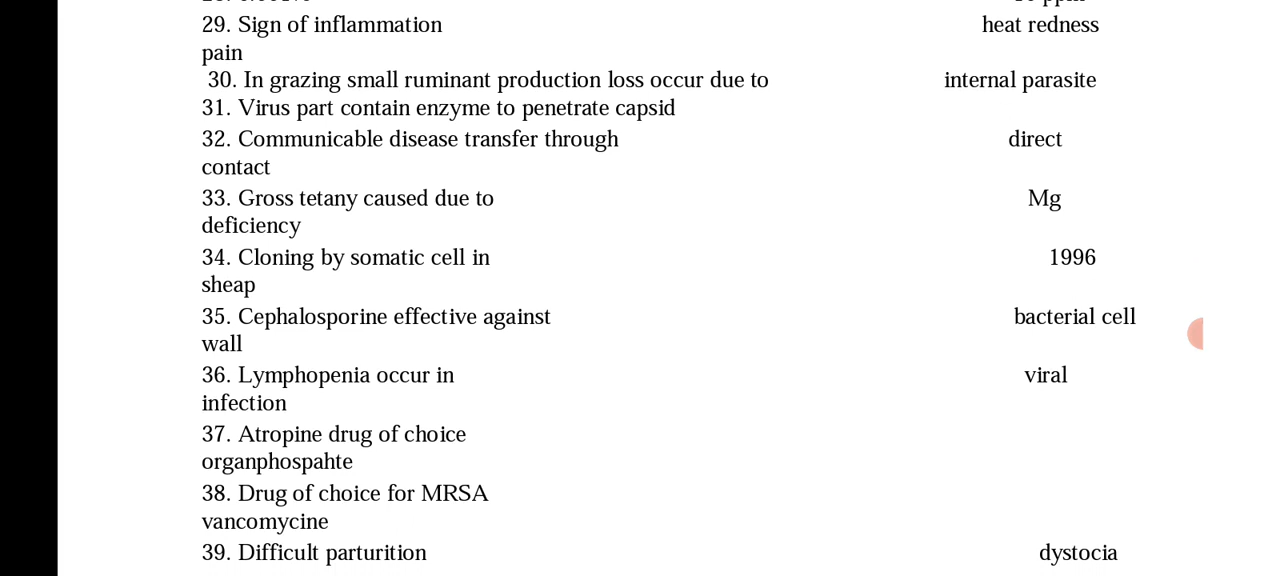 29. Sign of inflammation heat redness
pain
30. In grazing small ruminant production loss occur due to internal parasite
31. Virus part contain enzyme to penetrate capsid
32. Communicable disease transfer through direct
contact
33. Gross tetany caused due to Mg
deficiency
34. Cloning by somatic cell in 1996
sheap
35. Cephalosporine effective against bacterial cell
wall
36. Lymphopenia occur in viral
infection
37. Atropine drug of choice
organphospahte
38. Drug of choice for MRSA
vancomycine
39. Difficult parturition dystocia